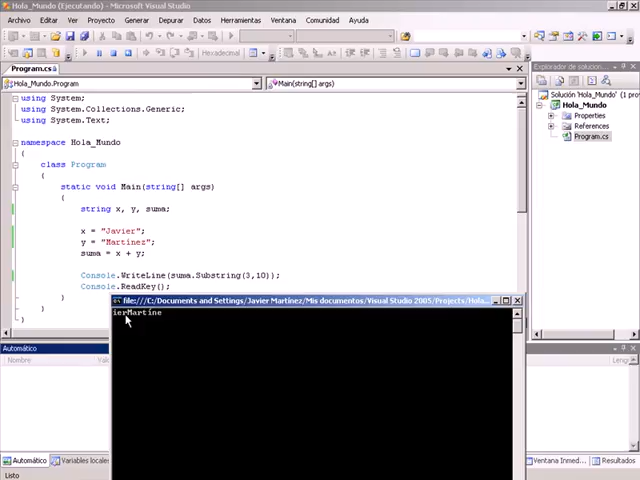 Hola_Mundo (Ejecutando) - Microsoft Visual Studio
Archivo Editar Ver Proyecto Generar Depurar Datos Herramientas Ventana Comunidad Ayuda
Hexadecimal
Program.cs
Hola_Mundo.Program
Main(string[] args)
using System;
using System.Collections.Generic;
using System.Text;
namespace Hola_Mundo
{
class Program
{
static void Main(string[] args)
{
string x, y, suma;
x = "Javier";
y = "Martinez";
suma = x + y;
Console.WriteLine(suma.Substring(3,10));
Console.ReadKey();
}
}
}
Explorador de solucion
Solución 'Hola_Mundo' (1 proy
Hola_Mundo
Properties
References
Program.cs
file:///C:/Documents and Settings/Javier Martínez/Mis documentos/Visual Studio 2005/Projects/Hola...
ierMartine
Automático
Nombre
Automático
Variables locales
Ventana Inmed...
Resultados
Listo